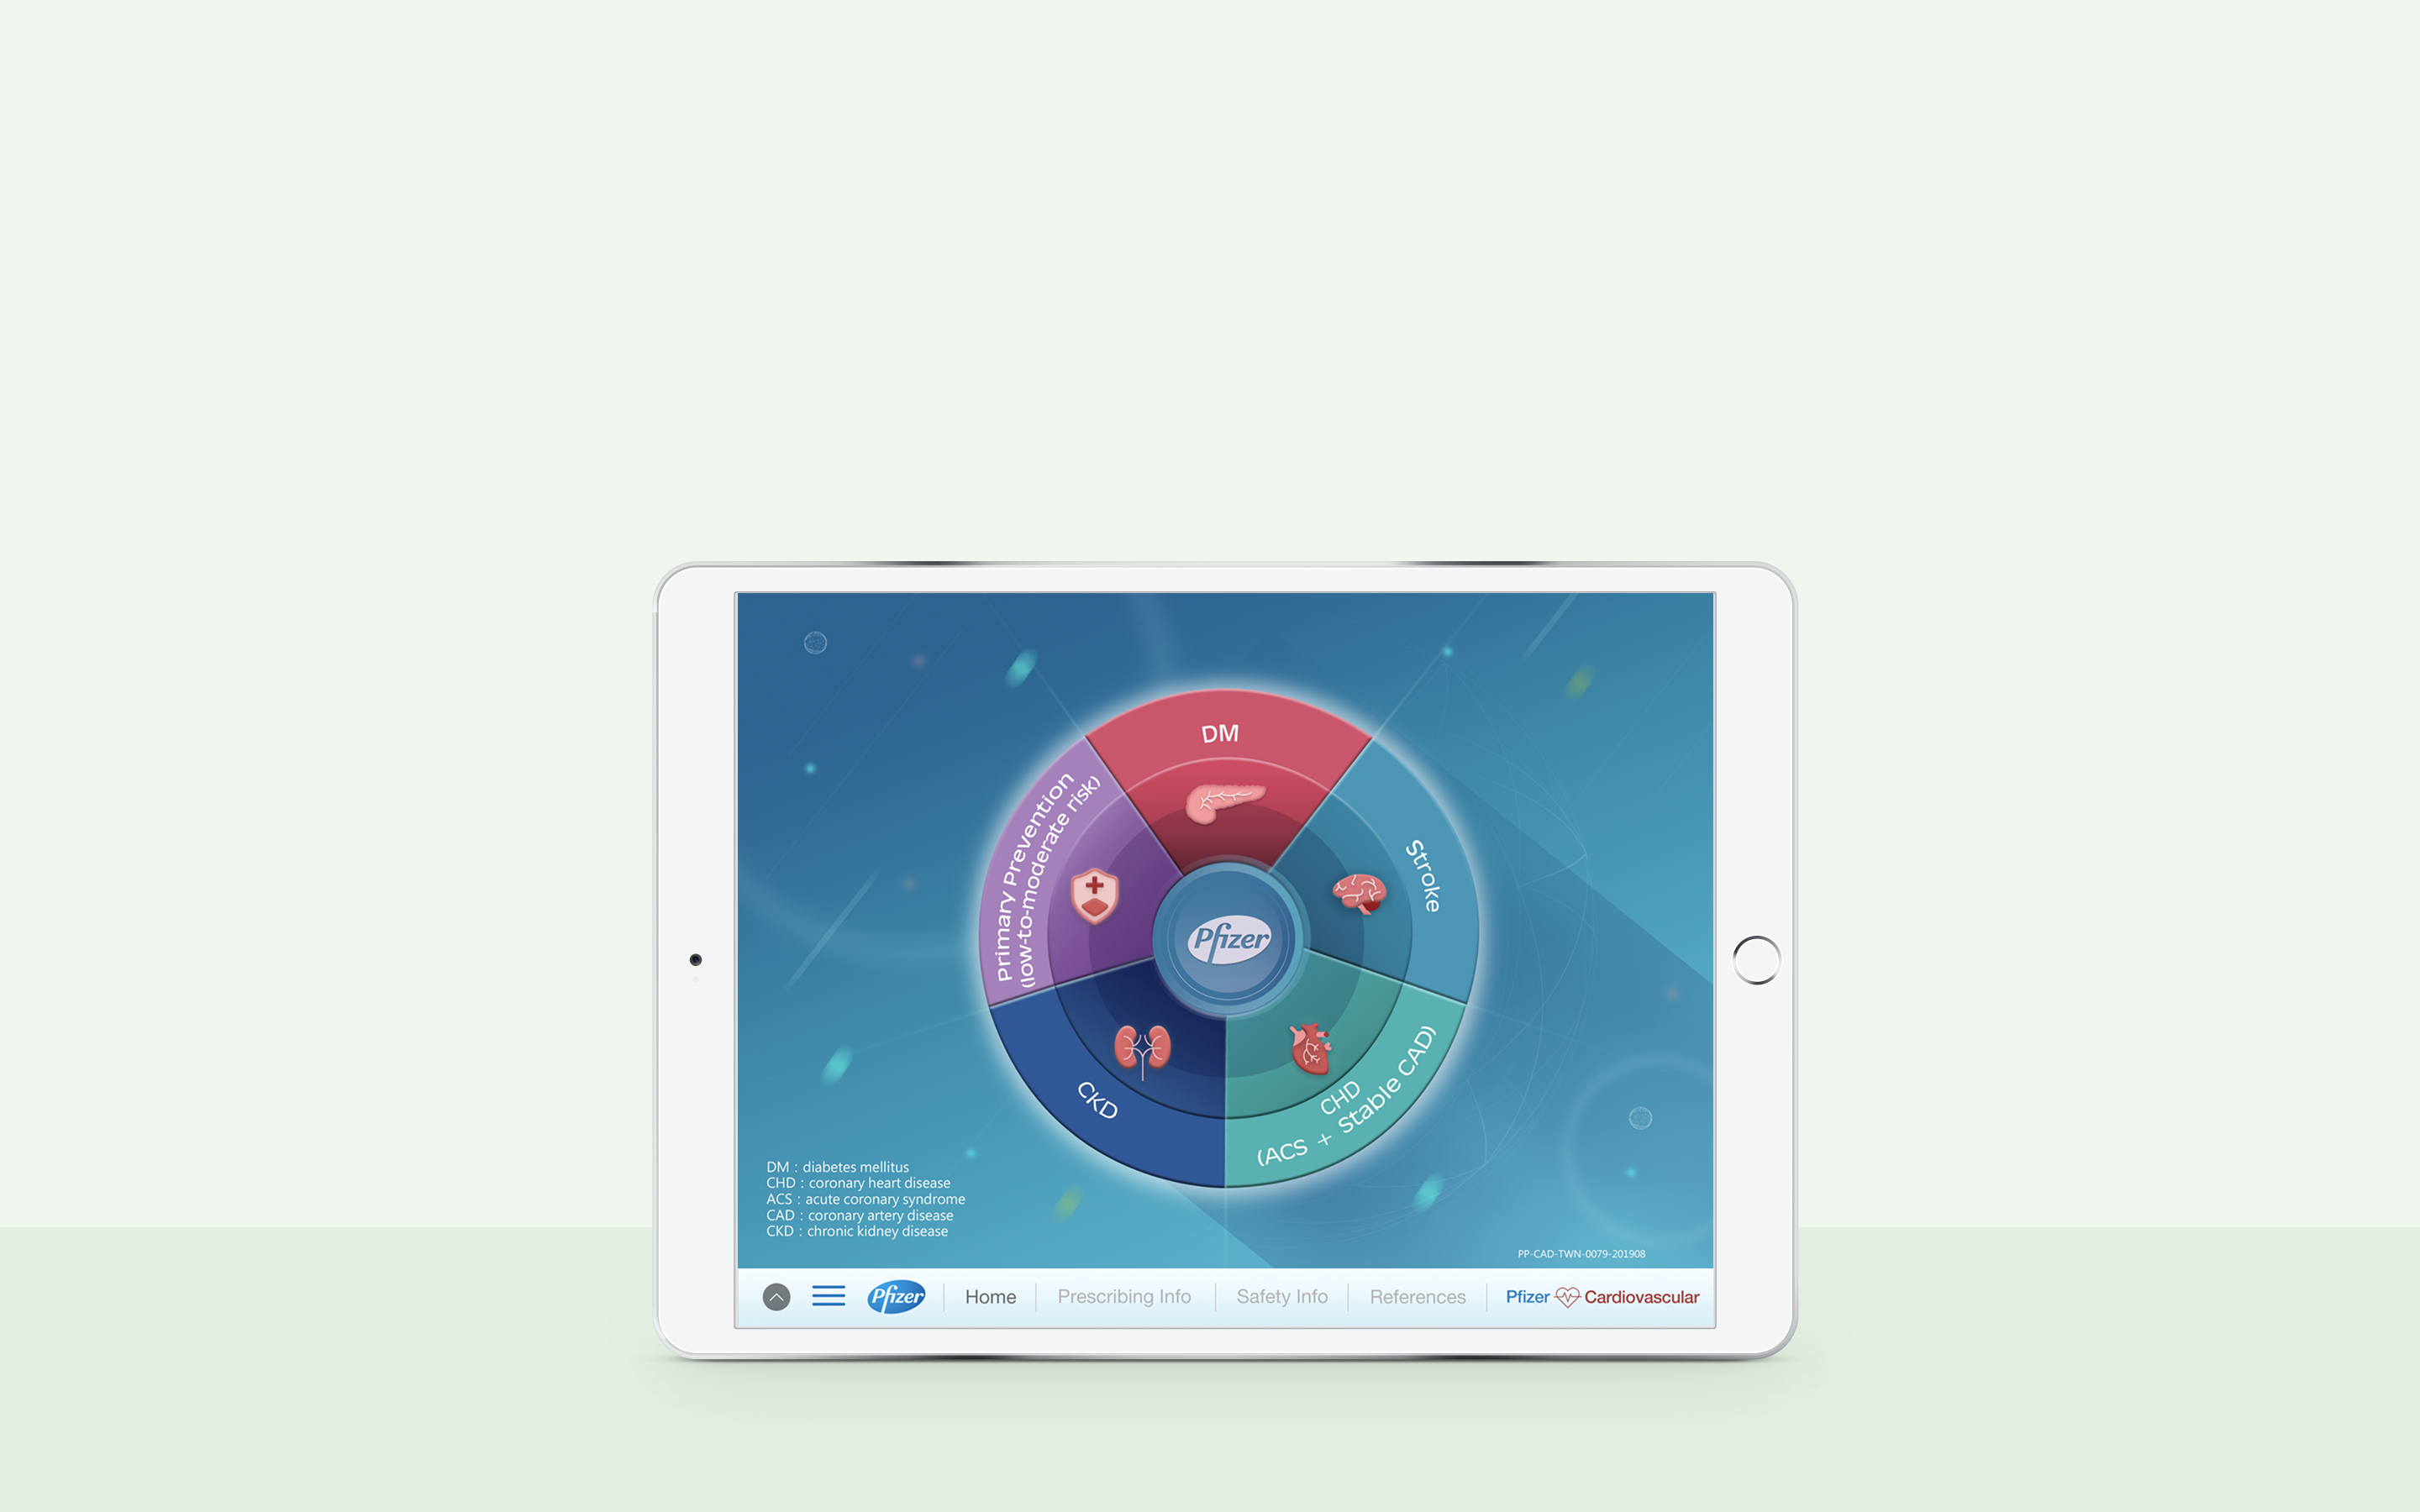 DM
Stroke
Primary Prevention
(low-to-moderate risk)
Pfizer
CKD
CHD
(ACS + Stable CAD)
DM : diabetes mellitus
CHD : coronary heart disease
ACS : acute coronary syndrome
CAD : coronary artery disease
CKD : chronic kidney disease
PP-CAD-TWN-0079-201908
Pfizer Home Prescribing Info Safety Info References Pfizer Cardiovascular